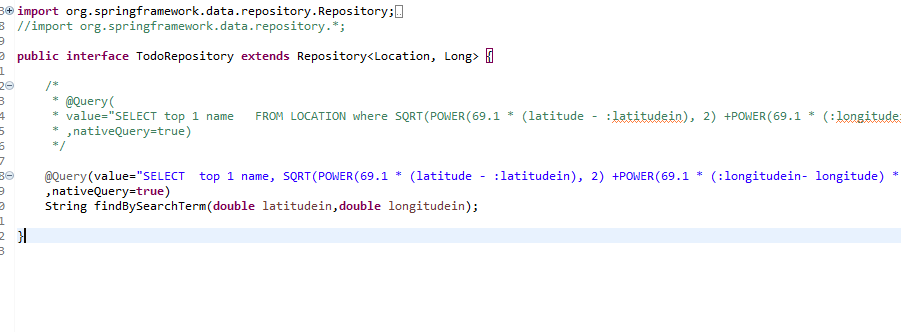 import org.springframework.data.repository.Repository;
//import org.springframework.data.repository.*;
public interface TodoRepository extends Repository<Location, Long> {
/*
* @Query(
* value="SELECT top 1 name   FROM LOCATION where SQRT(POWER(69.1 * (latitude - :latitudein), 2) +POWER(69.1 * (:longitude
* ,nativeQuery=true)
*/
@Query(value="SELECT  top 1 name, SQRT(POWER(69.1 * (latitude - :latitudein), 2) +POWER(69.1 * (:longitudein- longitude) *
,nativeQuery=true)
String findBySearchTerm(double latitudein,double longitudein);
}